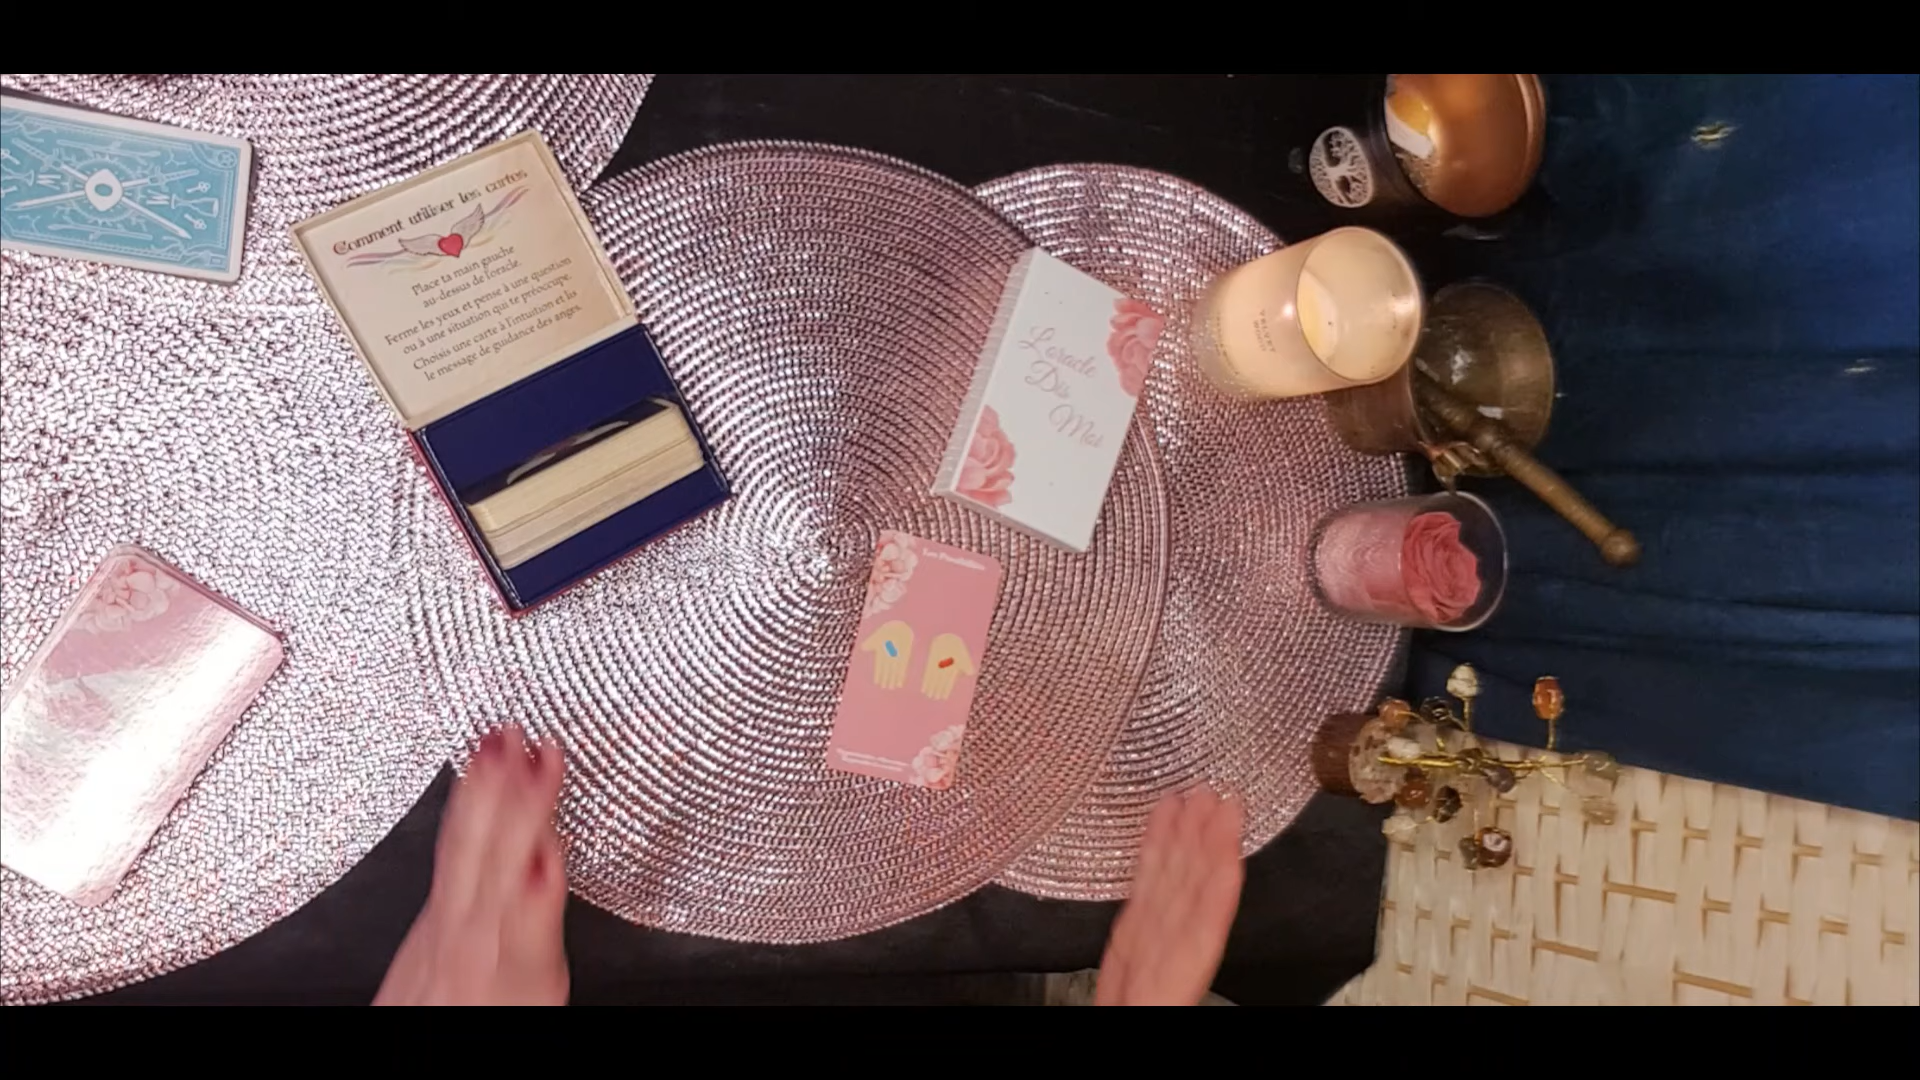 Comment utiliser les cartes
Place ta main gauche
au-dessus de l'oracle.
Ferme les yeux et pense à une question
ou à une situation qui te préoccupe.
Choisis une carte à l'intuition et lis
le message de guidance des anges.
L'oracle
Dis
Moi
VELVET